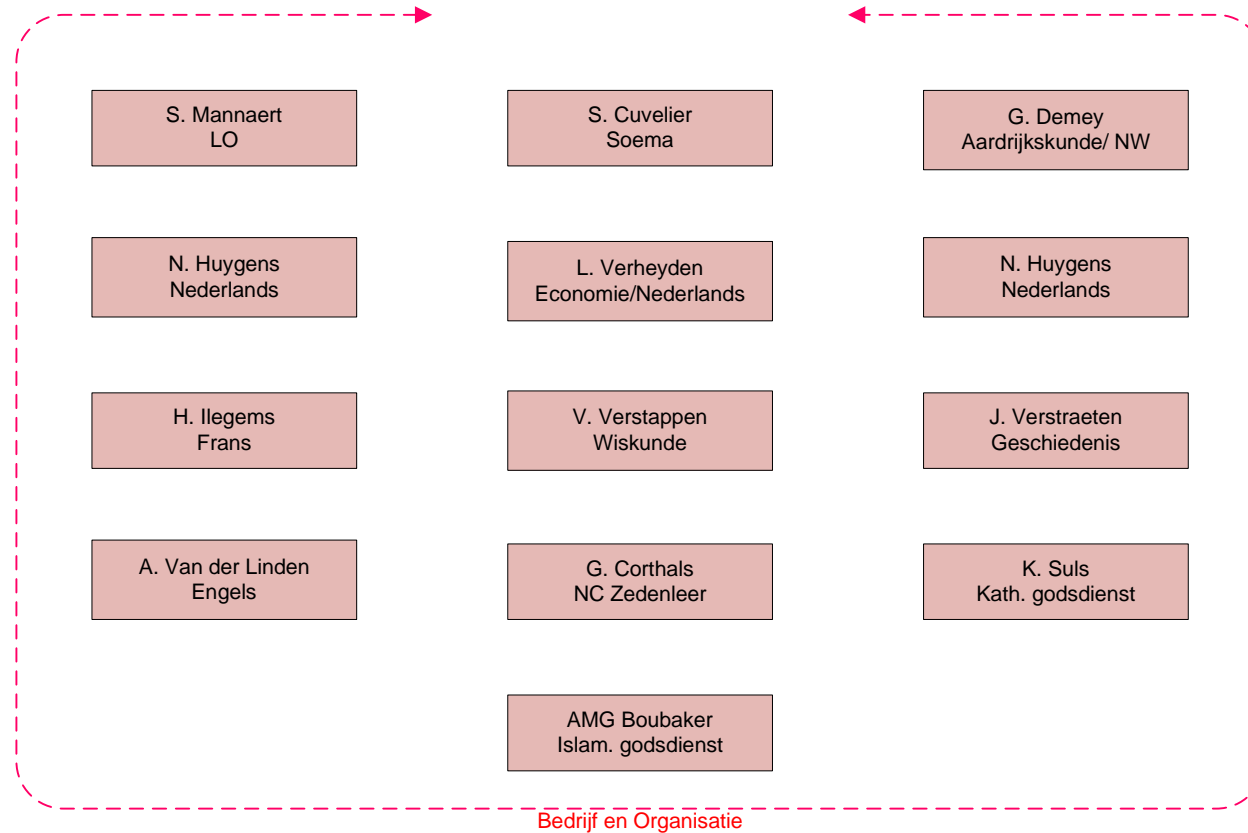 S. Mannaert
LO
S. Cuvelier
Soema
G. Demey
Aardrijkskunde/ NW
N. Huygens
Nederlands
L. Verheyden
Economie/Nederlands
N. Huygens
Nederlands
H. Ilegems
Frans
V. Verstappen
Wiskunde
J. Verstraeten
Geschiedenis
A. Van der Linden
Engels
G. Corthals
NC Zedenleer
K. Suls
Kath. godsdienst
AMG Boubaker
Islam. godsdienst
Bedrijf en Organisatie